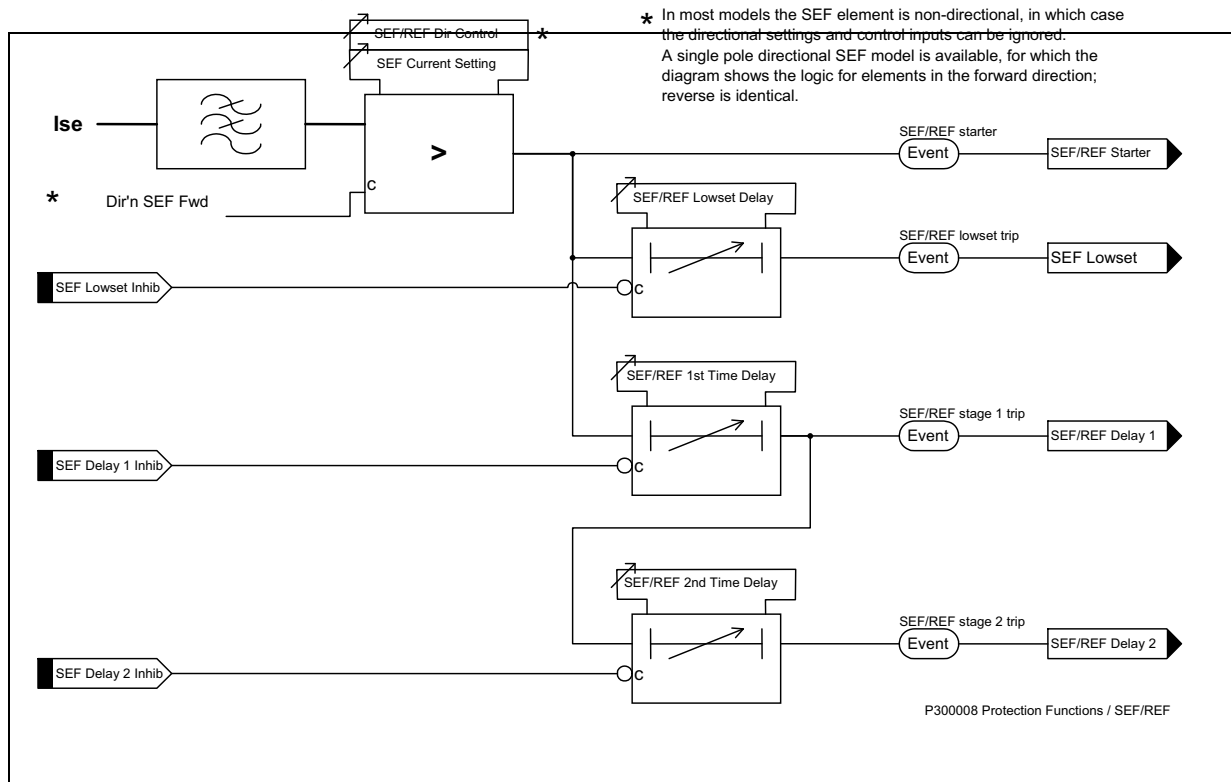 SEF/REF Dir Control *
SEF Current Setting
* In most models the SEF element is non-directional, in which case
the directional settings and control inputs can be ignored.
A single pole directional SEF model is available, for which the
diagram shows the logic for elements in the forward direction;
reverse is identical.
Ise
>
c
* Dir'n SEF Fwd
SEF/REF starter
Event
SEF/REF Starter
SEF/REF Lowset Delay
SEF/REF lowset trip
Event
SEF Lowset
SEF Lowset Inhib
c
SEF/REF 1st Time Delay
SEF/REF stage 1 trip
Event
SEF/REF Delay 1
SEF Delay 1 Inhib
c
SEF/REF 2nd Time Delay
SEF/REF stage 2 trip
Event
SEF/REF Delay 2
SEF Delay 2 Inhib
c
P300008 Protection Functions / SEF/REF